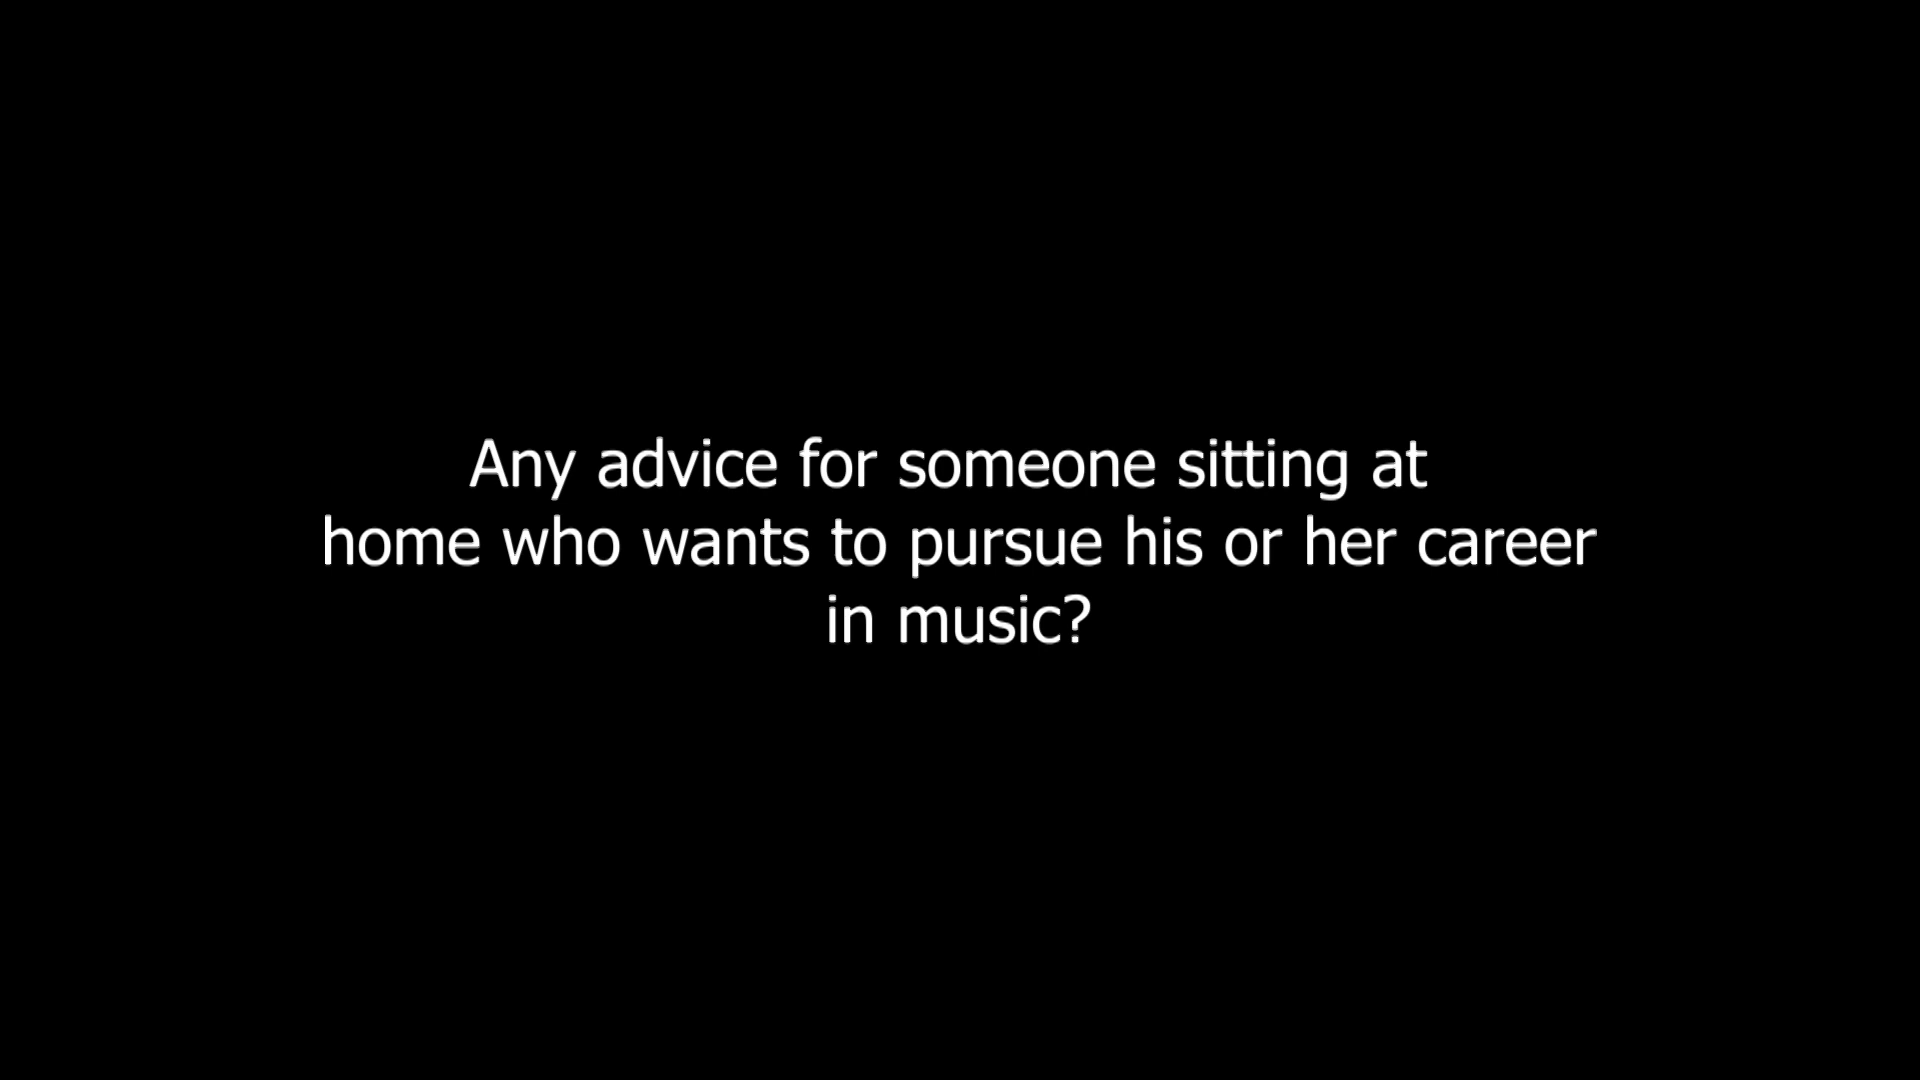 Any advice for someone sitting at
home who wants to pursue his or her career
in music?